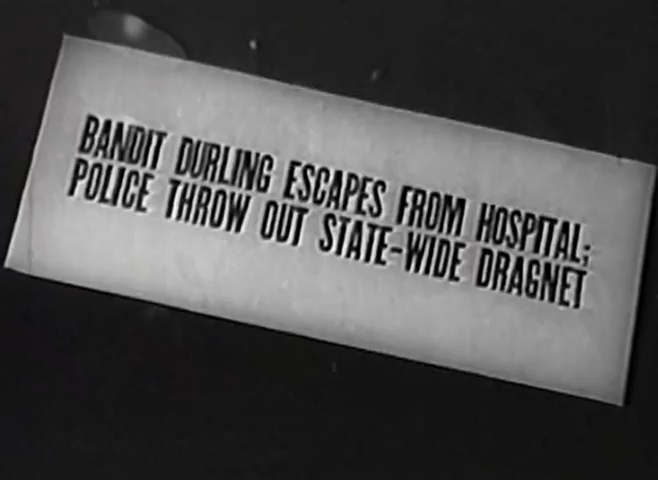 BANDIT DURLING ESCAPES FROM HOSPITAL;
POLICE THROW OUT STATE-WIDE DRAGNET